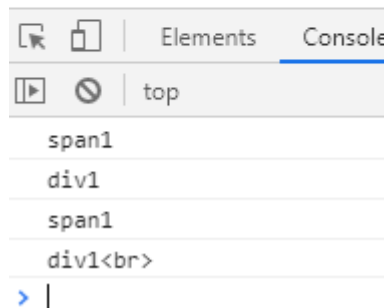 Elements Console
top
span1
div1
span1
div1<br>
>